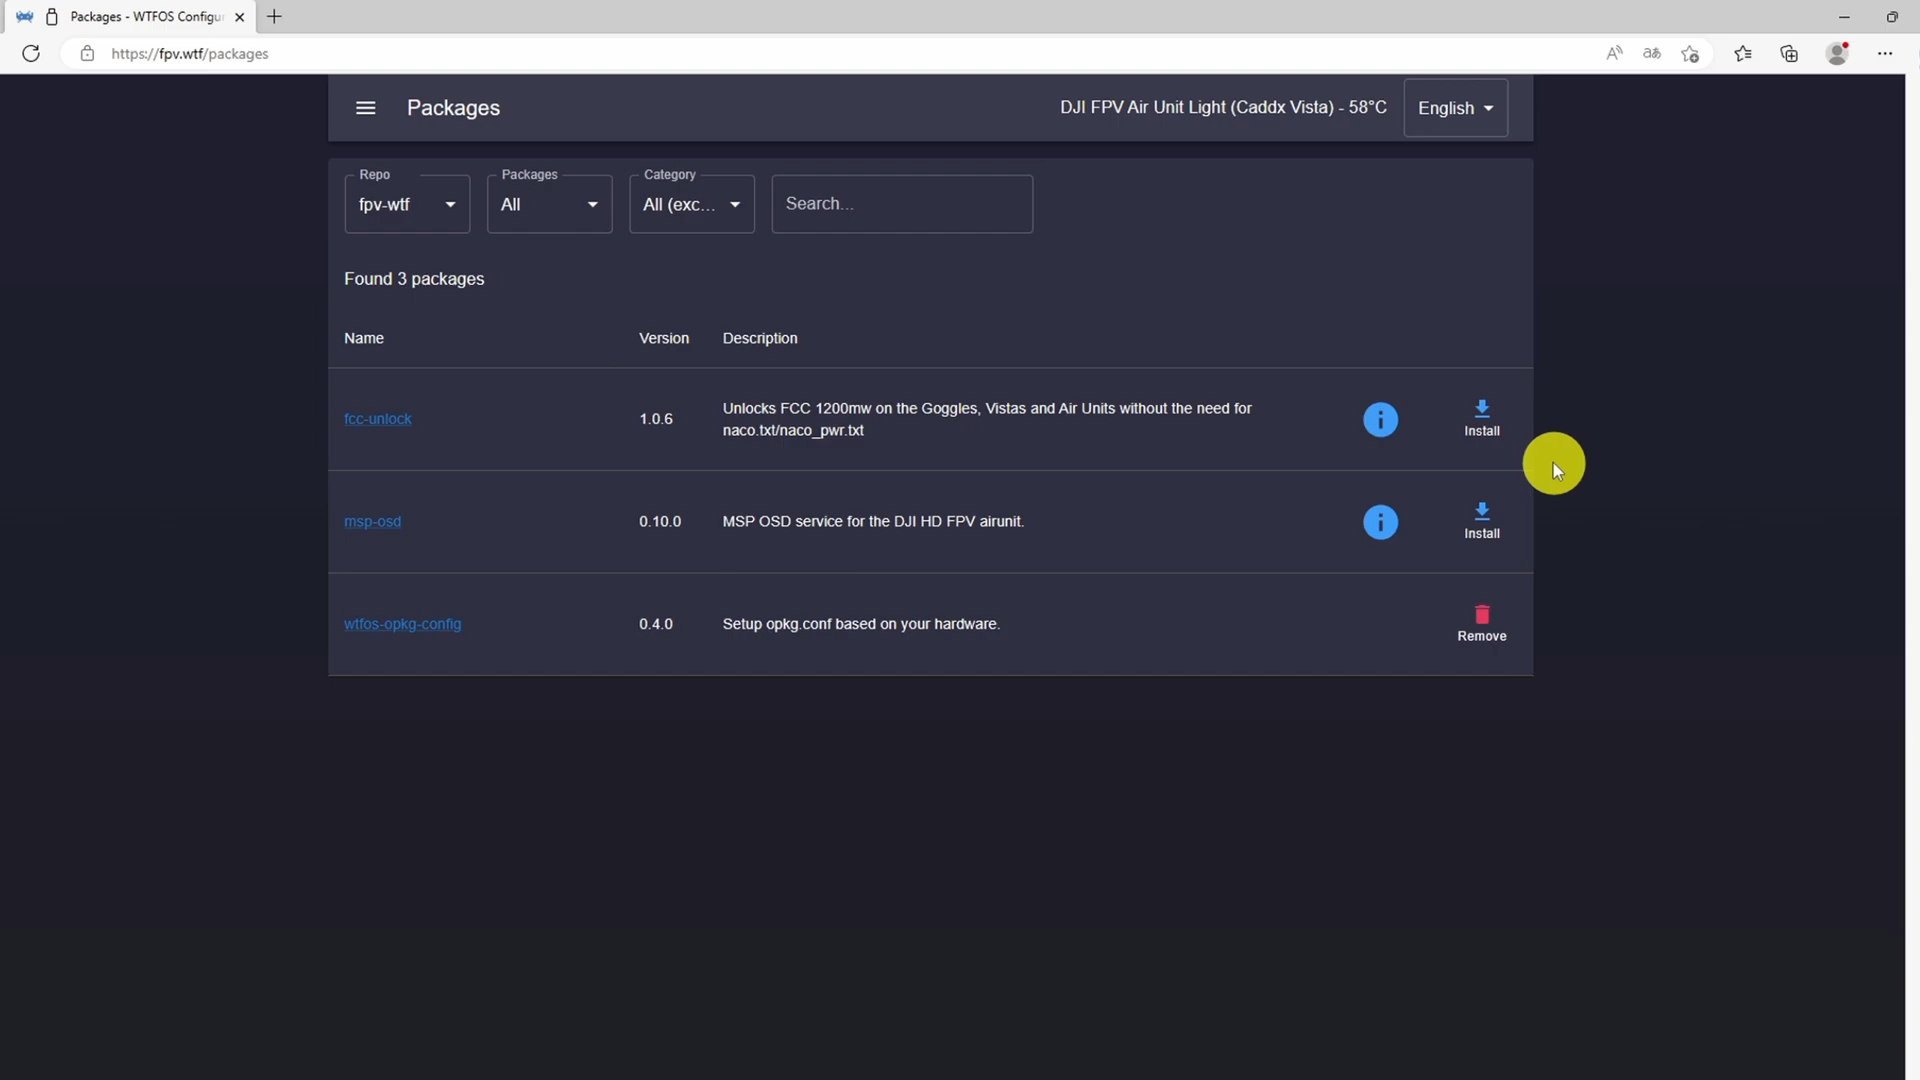 Packages - WTFOS Configu
https://fpv.wtf/packages
Packages
DJI FPV Air Unit Light (Caddx Vista) - 58°C
English
Repo
fpv-wtf
Packages
All
Category
All (exc...
Search...
Found 3 packages
Name
Version
Description
fcc-unlock
1.0.6
Unlocks FCC 1200mw on the Goggles, Vistas and Air Units without the need for
naco.txt/naco_pwr.txt
Install
msp-osd
0.10.0
MSP OSD service for the DJI HD FPV airunit.
Install
wtfos-opkg-config
0.4.0
Setup opkg.conf based on your hardware.
Remove